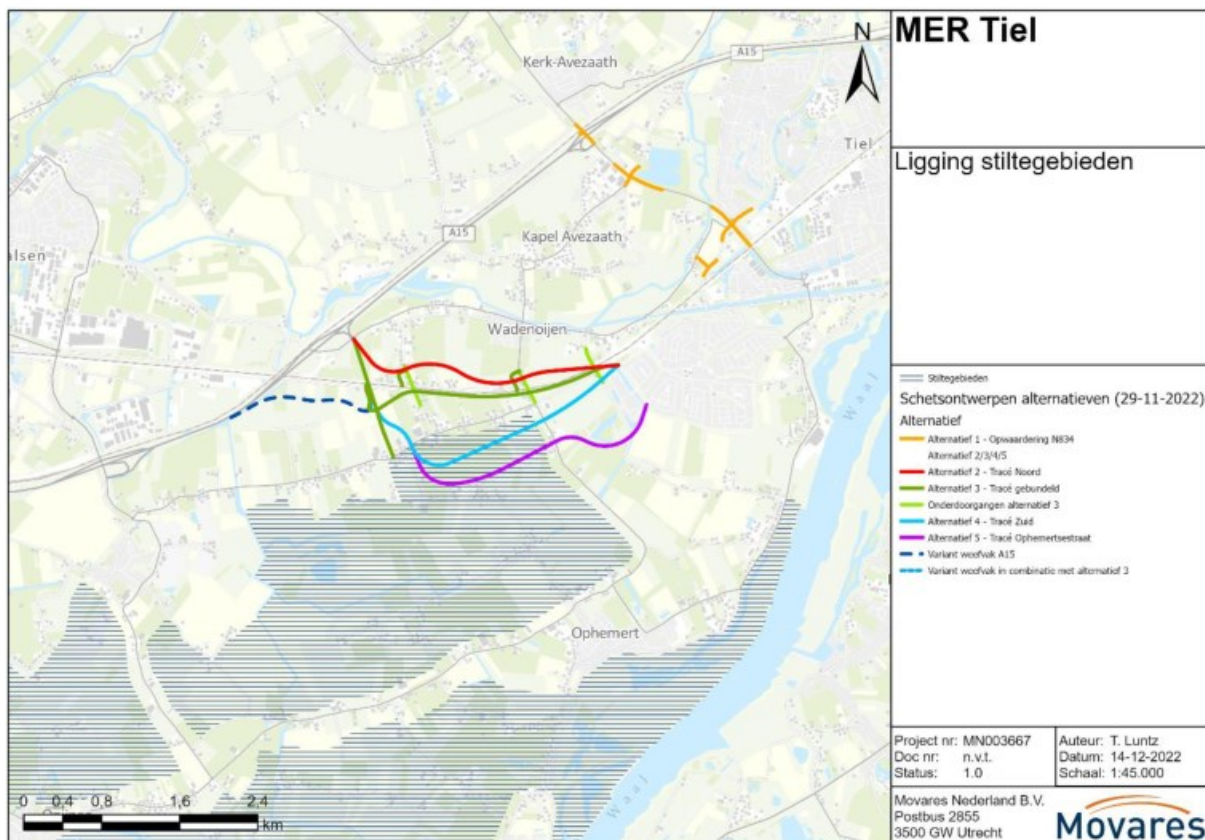 MER Tiel
Ligging stiltegebieden
N
Kerk-Avezaath
A15
Tiel
Kapel Avezaath
A15
alsen
Wadenoijen
Waal
Ophemert
Waal
0 0,4 0,8 1,6 2,4
km
Stiltegebieden
Schetsontwerpen alternatieven (29-11-2022)
Alternatief
Alternatief 1 - Opwaardering N834
Alternatief 2/3/4/5
Alternatief 2 - Tracé Noord
Alternatief 3 - Tracé gebundeld
Onderdoorgangen alternatief 3
Alternatief 4 - Tracé Zuid
Alternatief 5 - Tracé Ophemertsestraat
Variant weefvak A15
Variant weefvak in combinatie met alternatief 3
Project nr: MN003667
Doc nr: n.v.t.
Status: 1.0
Auteur: T. Luntz
Datum: 14-12-2022
Schaal: 1:45.000
Movares Nederland B.V.
Postbus 2855
3500 GW Utrecht
Movares